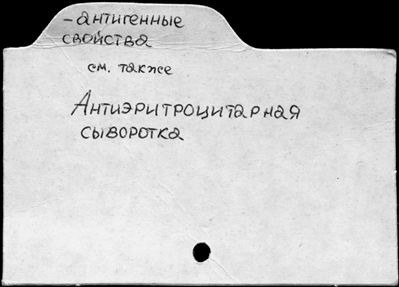 -антигенные
свойства
см. также
Антиэритроцитарная
сыворотка